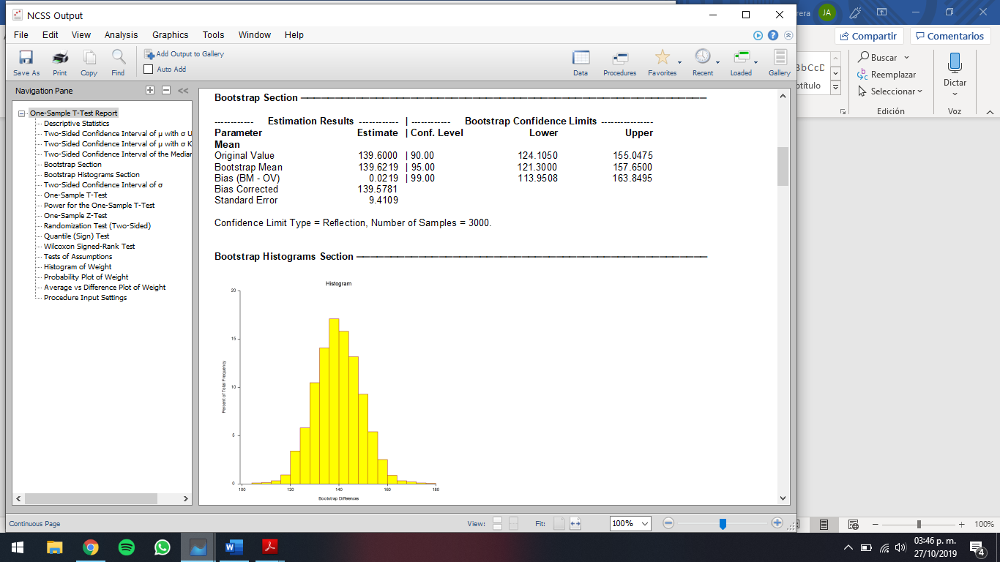 NCSS Output
rera JA
File Edit View Analysis Graphics Tools Window Help
Compartir Comentarios
Save As Print Copy Find
Add Output to Gallery
Auto Add
Data Procedures Favorites Recent Loaded Gallery
BbCcD
ptítulo
Buscar
Reemplazar
Seleccionar
Edición
Dictar
Voz
Navigation Pane <<
One-Sample T-Test Report
Descriptive Statistics
Two-Sided Confidence Interval of µ with σ U
Two-Sided Confidence Interval of µ with σ K
Two-Sided Confidence Interval of the Median
Bootstrap Section
Bootstrap Histograms Section
Two-Sided Confidence Interval of σ
One-Sample T-Test
Power for the One-Sample T-Test
One-Sample Z-Test
Randomization Test (Two-Sided)
Quantile (Sign) Test
Wilcoxon Signed-Rank Test
Tests of Assumptions
Histogram of Weight
Probability Plot of Weight
Average vs Difference Plot of Weight
Procedure Input Settings
Bootstrap Section
------------ Estimation Results ------------ | ------------ Bootstrap Confidence Limits ----------------
Parameter Estimate | Conf. Level Lower Upper
Mean
Original Value 139.6000 | 90.00 124.1050 155.0475
Bootstrap Mean 139.6219 | 95.00 121.3000 157.6500
Bias (BM - OV) 0.0219 | 99.00 113.9508 163.8495
Bias Corrected 139.5781
Standard Error 9.4109
Confidence Limit Type = Reflection, Number of Samples = 3000.
Bootstrap Histograms Section
Histogram
20
15
10
5
0
Percent of Total Frequency
100 120 140 160 180
Bootstrap Differences
Continuous Page View: Fit: 100%
100%
03:46 p. m.
27/10/2019
4